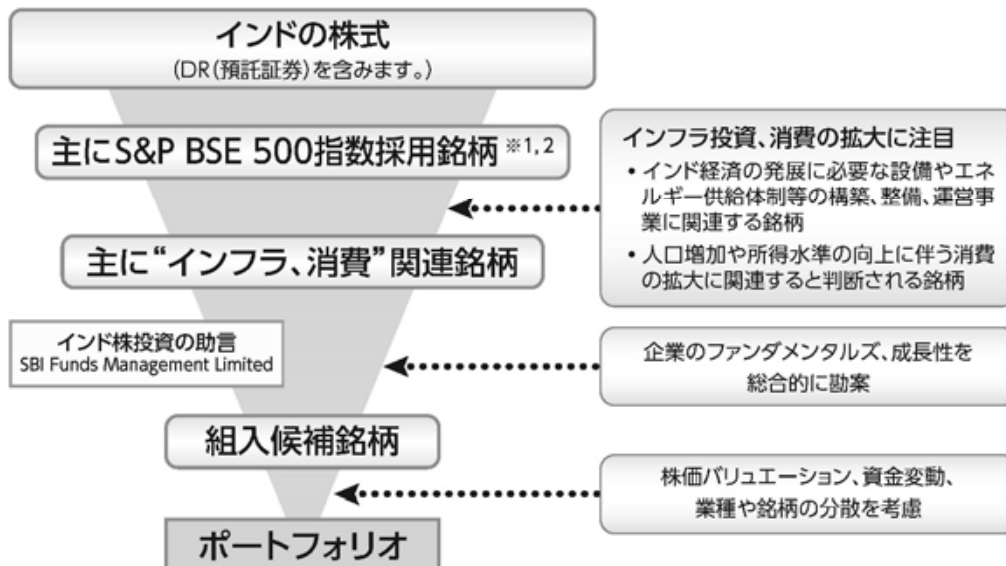 インドの株式
(DR(預託証券)を含みます。)
主にS&P BSE 500指数採用銘柄 ※1, 2
インフラ投資、消費の拡大に注目
• インド経済の発展に必要な設備やエネ
ルギー供給体制等の構築、整備、運営事
業に関連する銘柄
• 人口増加や所得水準の向上に伴う消費
の拡大に関連すると判断される銘柄
主に“インフラ、消費”関連銘柄
インド株投資の助言
SBI Funds Management Limited
企業のファンダメンタルズ、成長性を
総合的に勘案
組入候補銘柄
株価バリュエーション、資金変動、
業種や銘柄の分散を考慮
ポートフォリオ